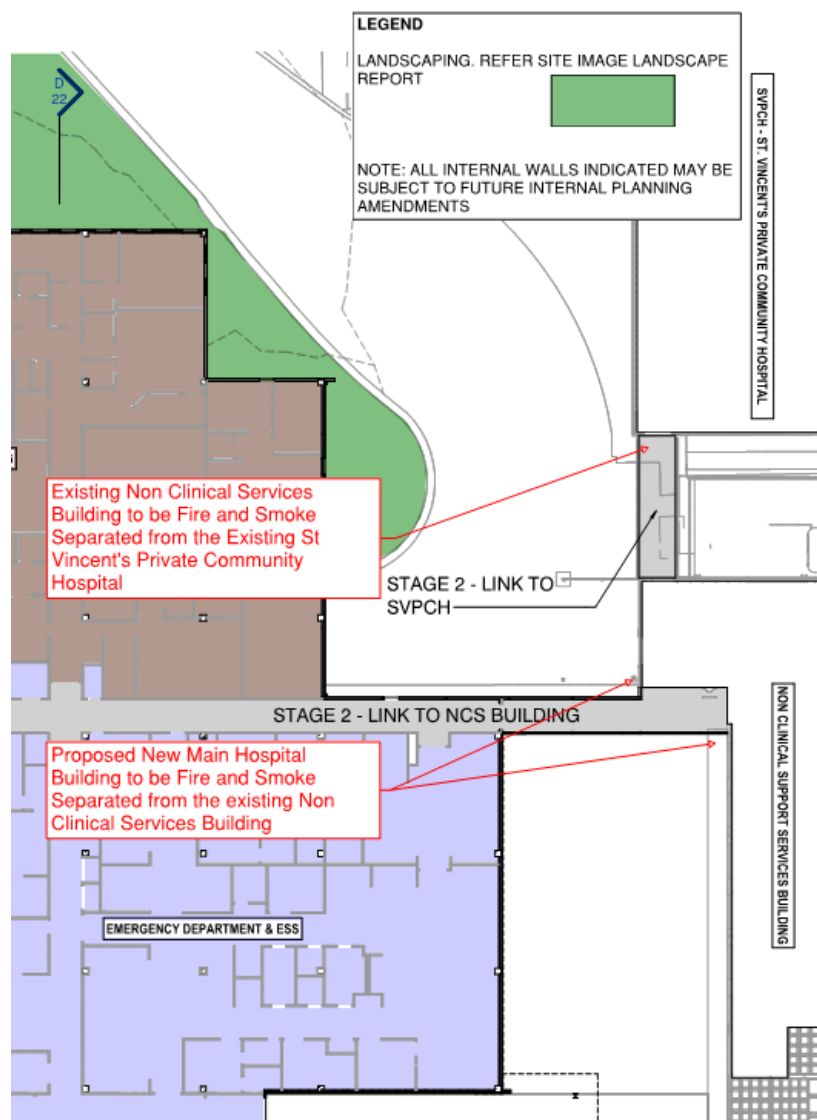 LEGEND
LANDSCAPING. REFER SITE IMAGE LANDSCAPE
REPORT
NOTE: ALL INTERNAL WALLS INDICATED MAY BE
SUBJECT TO FUTURE INTERNAL PLANNING
AMENDMENTS
D
22
SVPCH - ST. VINCENT'S PRIVATE COMMUNITY HOSPITAL
Existing Non Clinical Services
Building to be Fire and Smoke
Separated from the Existing St
Vincent's Private Community
Hospital
STAGE 2 - LINK TO
SVPCH
STAGE 2 - LINK TO NCS BUILDING
NON CLINICAL SUPPORT SERVICES BUILDING
Proposed New Main Hospital
Building to be Fire and Smoke
Separated from the existing Non
Clinical Services Building
EMERGENCY DEPARTMENT & ESS